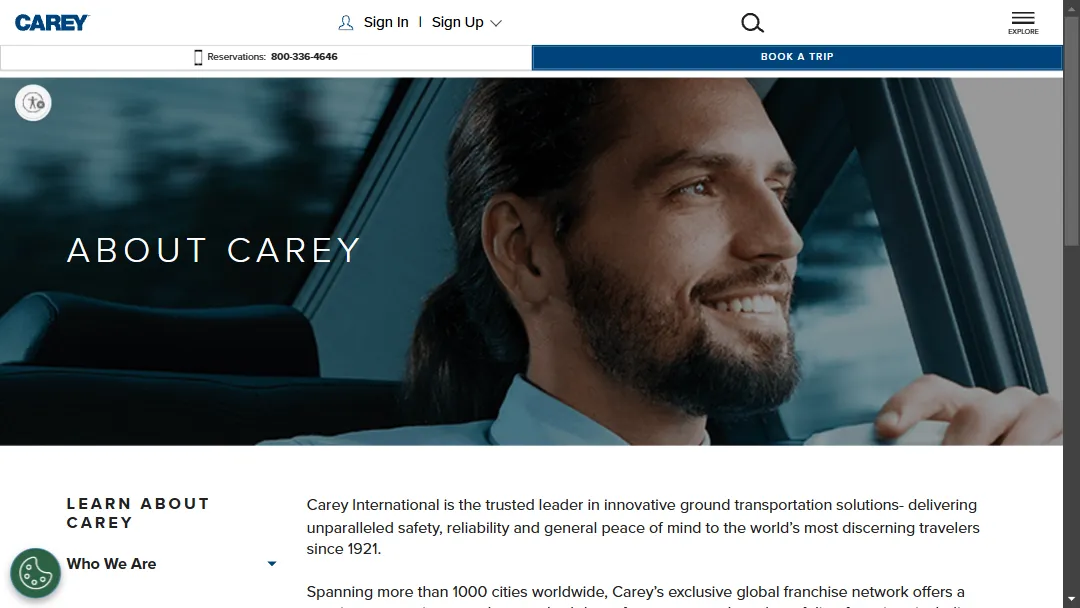 CAREY
Sign In | Sign Up
EXPLORE
Reservations: 800-336-4646
BOOK A TRIP
ABOUT CAREY
LEARN ABOUT
CAREY
Who We Are
Carey International is the trusted leader in innovative ground transportation solutions- delivering
unparalleled safety, reliability and general peace of mind to the world’s most discerning travelers
since 1921.
Spanning more than 1000 cities worldwide, Carey’s exclusive global franchise network offers a